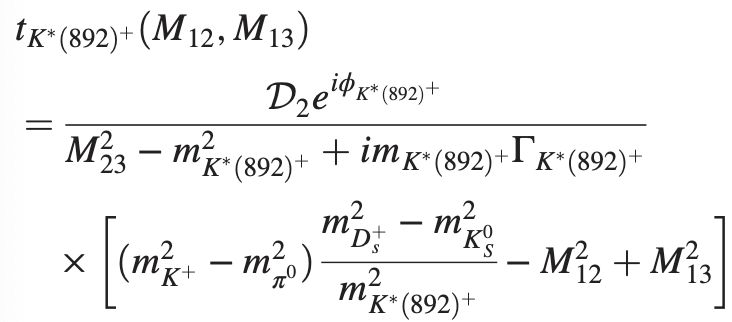 t_{K^*(892)^+}(M_{12}, M_{13})
= \frac{\mathcal{D}_2 e^{i\phi_{K^*(892)^+}}}{M_{23}^2 - m_{K^*(892)^+}^2 + i m_{K^*(892)^+} \Gamma_{K^*(892)^+}}
\times \left[ (m_{K^+}^2 - m_{\pi^0}^2) \frac{m_{D_s^+}^2 - m_{K_S^0}^2}{m_{K^*(892)^+}^2} - M_{12}^2 + M_{13}^2 \right]